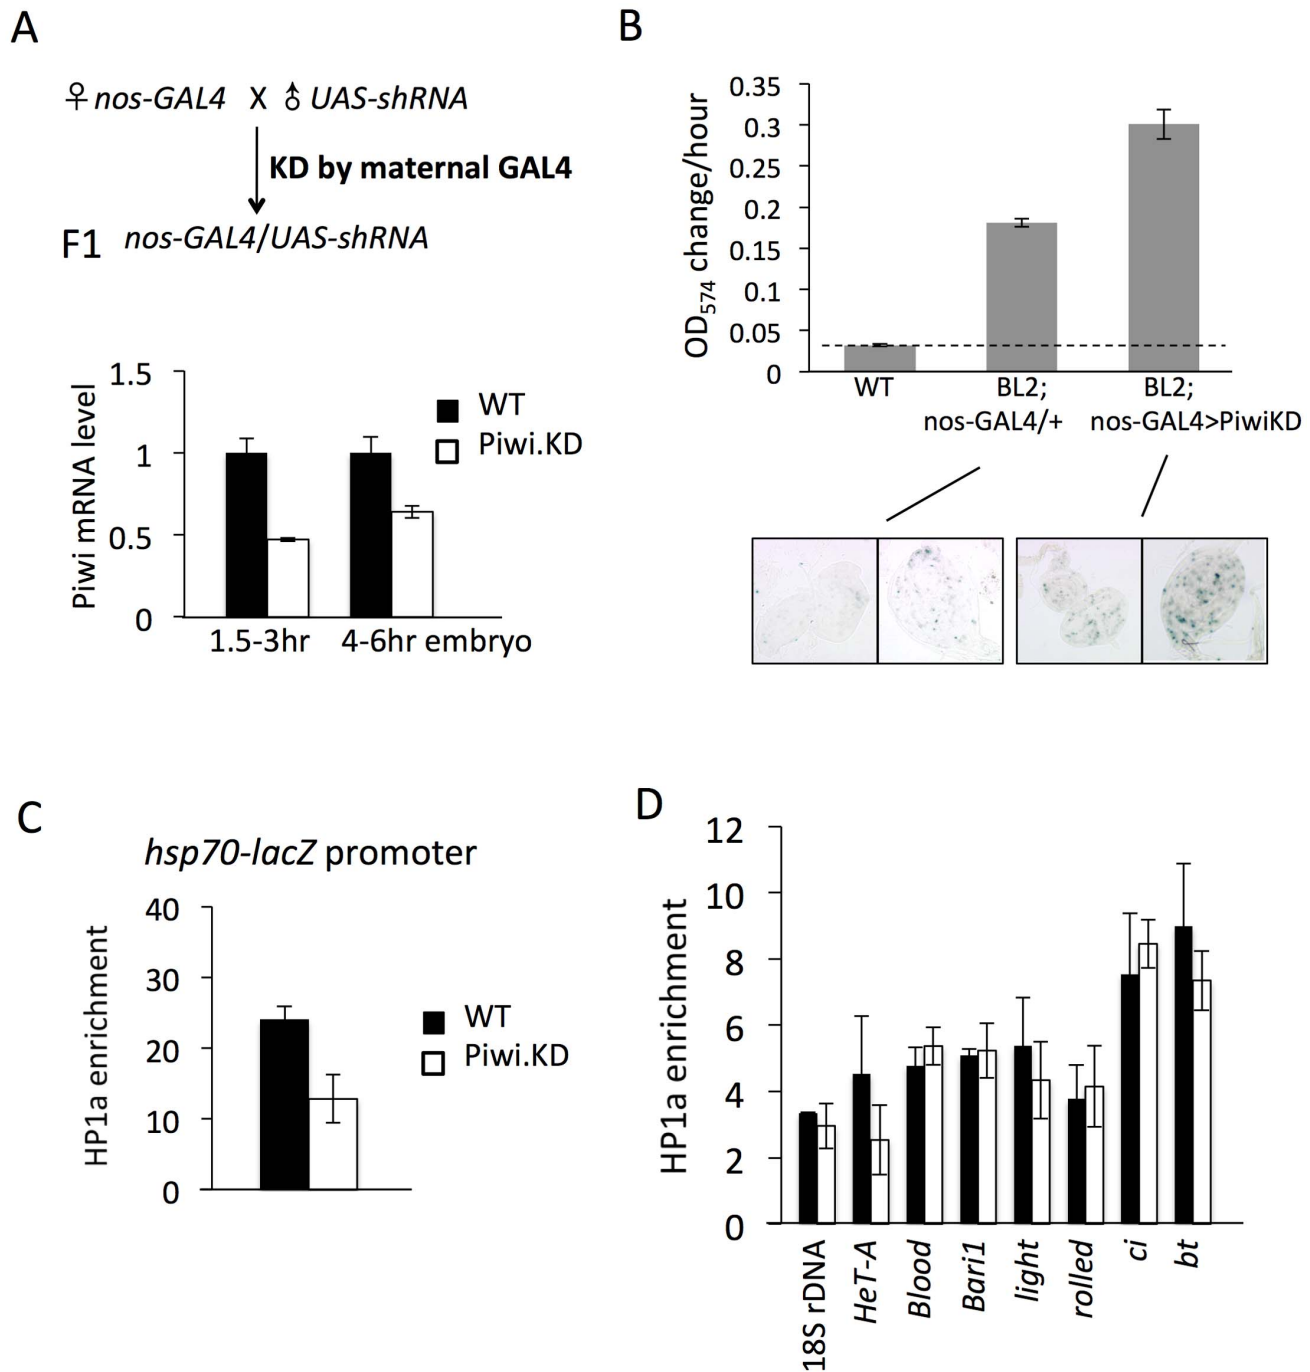 A
♀ nos-GAL4 X ♂ UAS-shRNA
KD by maternal GAL4
F1 nos-GAL4/UAS-shRNA
Piwi mRNA level
1.5
1
0.5
0
WT
Piwi.KD
1.5-3hr 4-6hr embryo
B
OD574 change/hour
0.35
0.3
0.25
0.2
0.15
0.1
0.05
0
WT
BL2;
nos-GAL4/+
BL2;
nos-GAL4>PiwiKD
C
hsp70-lacZ promoter
HP1a enrichment
40
30
20
10
0
WT
Piwi.KD
D
HP1a enrichment
12
10
8
6
4
2
0
18S rDNA
HeT-A
Blood
Bari1
light
rolled
ci
bt